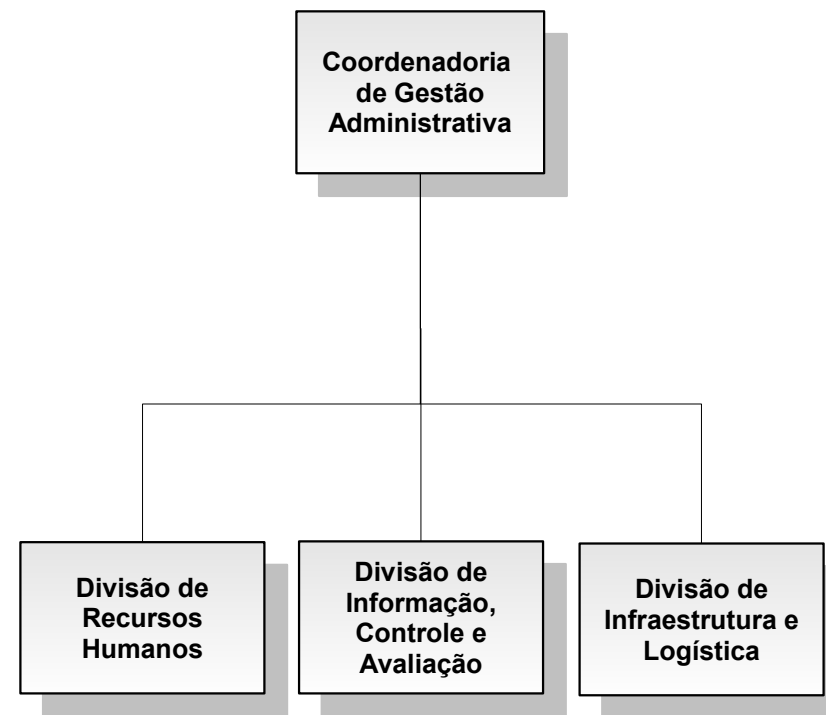 Coordenadoria
de Gestão
Administrativa
Divisão de
Recursos
Humanos
Divisão de
Informação,
Controle e
Avaliação
Divisão de
Infraestrutura e
Logística